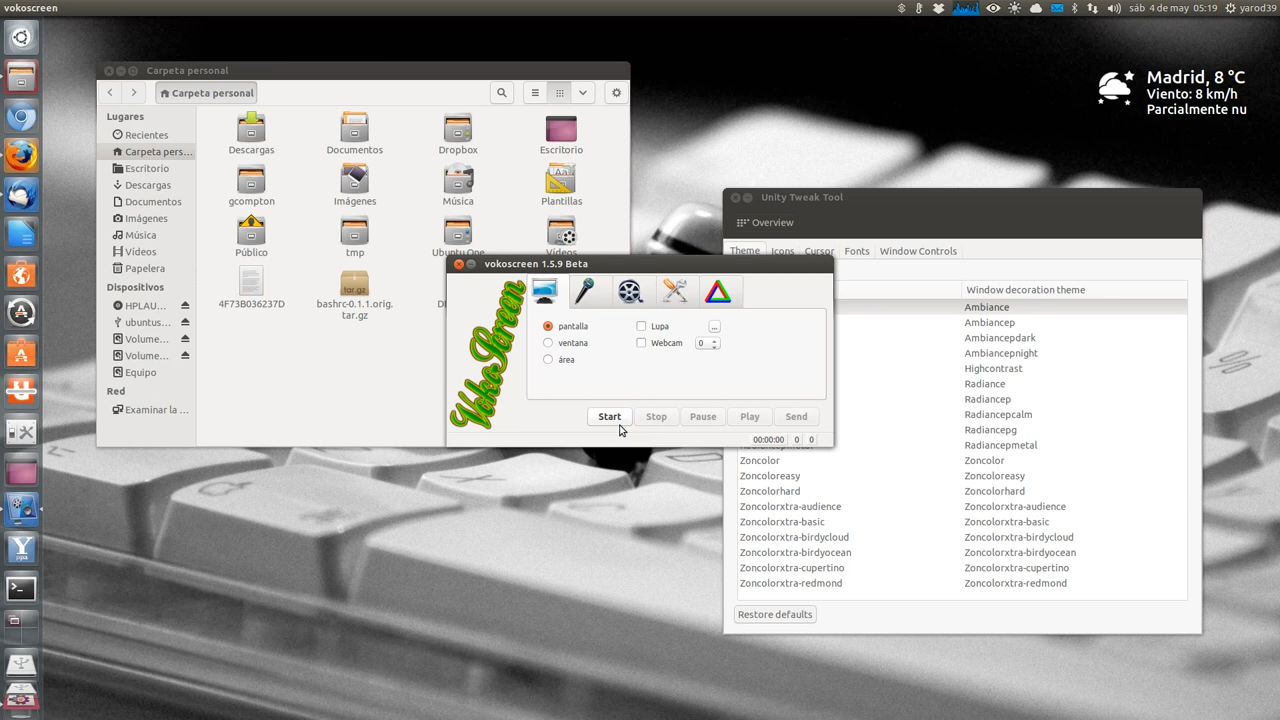 vokoscreen
sáb 4 de may 05:19
yarod39
Madrid, 8 °C
Viento: 8 km/h
Parcialmente nu
Carpeta personal
Carpeta personal
Lugares
Recientes
Carpeta pers...
Escritorio
Descargas
Documentos
Imágenes
Música
Vídeos
Papelera
Dispositivos
HPLAU...
ubuntus...
Volume...
Volume...
Equipo
Red
Examinar la ...
Descargas
Documentos
Dropbox
Escritorio
gcompton
Imágenes
Música
Plantillas
Público
tmp
Ubuntu One
Vídeos
4F73B036237D
bashrc-0.1.1.orig.
tar.gz
tar.gz
vokoscreen 1.5.9 Beta
VokoScreen
pantalla
Lupa
...
ventana
Webcam
0
área
Start
Stop
Pause
Play
Send
00:00:00
0
0
Unity Tweak Tool
Overview
Theme
Icons
Cursor
Fonts
Window Controls
Window decoration theme
Ambiance
Ambiancep
Ambiancepdark
Ambiancepnight
Highcontrast
Radiance
Radiancep
Radiancepcalm
Radiancepg
Radiancepmetal
Zoncolor
Zoncolor
Zoncoloreasy
Zoncoloreasy
Zoncolorhard
Zoncolorhard
Zoncolorxtra-audience
Zoncolorxtra-audience
Zoncolorxtra-basic
Zoncolorxtra-basic
Zoncolorxtra-birdycloud
Zoncolorxtra-birdycloud
Zoncolorxtra-birdyocean
Zoncolorxtra-birdyocean
Zoncolorxtra-cupertino
Zoncolorxtra-cupertino
Zoncolorxtra-redmond
Zoncolorxtra-redmond
Restore defaults